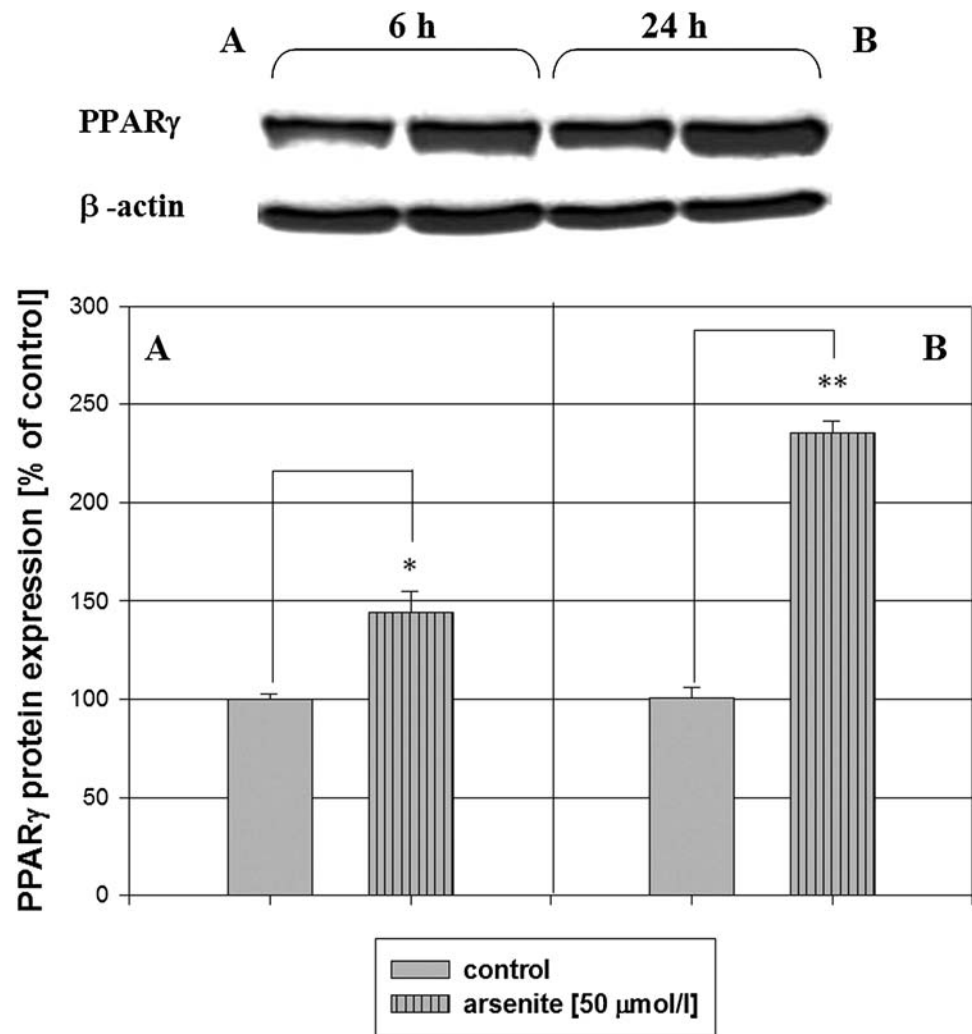 A 6 h 24 h B
PPARγ
β -actin
PPARγ protein expression [% of control]
300
250
200
150
100
50
0
A
B
*
**
control
arsenite [50 μmol/l]